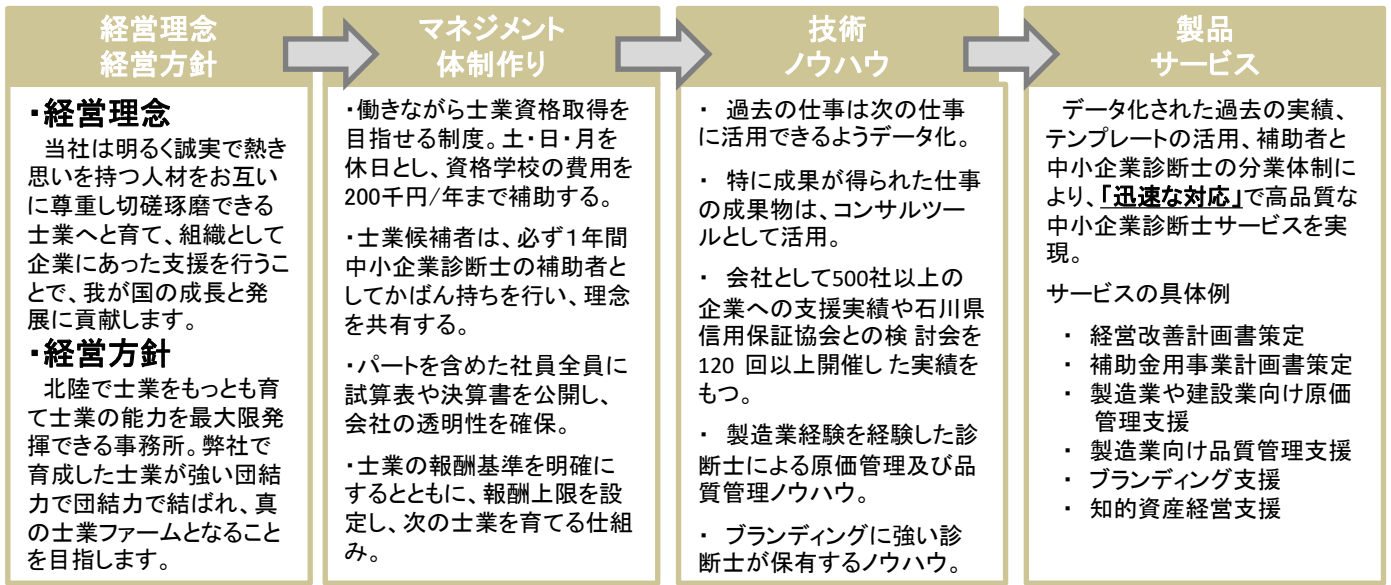 経営理念
経営方針
・経営理念
当社は明るく誠実で熱き
思いを持つ人材をお互い
に尊重し切磋琢磨できる
士業へと育て、組織として
企業にあった支援を行うこ
とで、我が国の成長と発
展に貢献します。
・経営方針
北陸で士業をもっとも育
て士業の能力を最大限発
揮できる事務所。弊社で
育成した士業が強い団結
力で団結力で結ばれ、真
の士業ファームとなること
を目指します。
マネジメント
体制作り
・働きながら士業資格取得を
目指せる制度。土・日・月を
休日とし、資格学校の費用を
200千円/年まで補助する。
・士業候補者は、必ず１年間
中小企業診断士の補助者と
してかばん持ちを行い、理念
を共有する。
・パートを含めた社員全員に
試算表や決算書を公開し、
会社の透明性を確保。
・士業の報酬基準を明確に
するとともに、報酬上限を設
定し、次の士業を育てる仕組
み。
技術
ノウハウ
・ 過去の仕事は次の仕事
に活用できるようデータ化。
・ 特に成果が得られた仕事
の成果物は、コンサルツー
ルとして活用。
・ 会社として500社以上の
企業への支援実績や石川県
信用保証協会との検 討会を
120 回以上開催し た実績を
もつ。
・ 製造業経験を経験した診
断士による原価管理及び品
質管理ノウハウ。
・ ブランディングに強い診
断士が保有するノウハウ。
製品
サービス
データ化された過去の実績、
テンプレートの活用、補助者と
中小企業診断士の分業体制に
より、「迅速な対応」で高品質な
中小企業診断士サービスを実
現。
サービスの具体例
・ 経営改善計画書策定
・ 補助金用事業計画書策定
・ 製造業や建設業向け原価
管理支援
・ 製造業向け品質管理支援
・ ブランディング支援
・ 知的資産経営支援